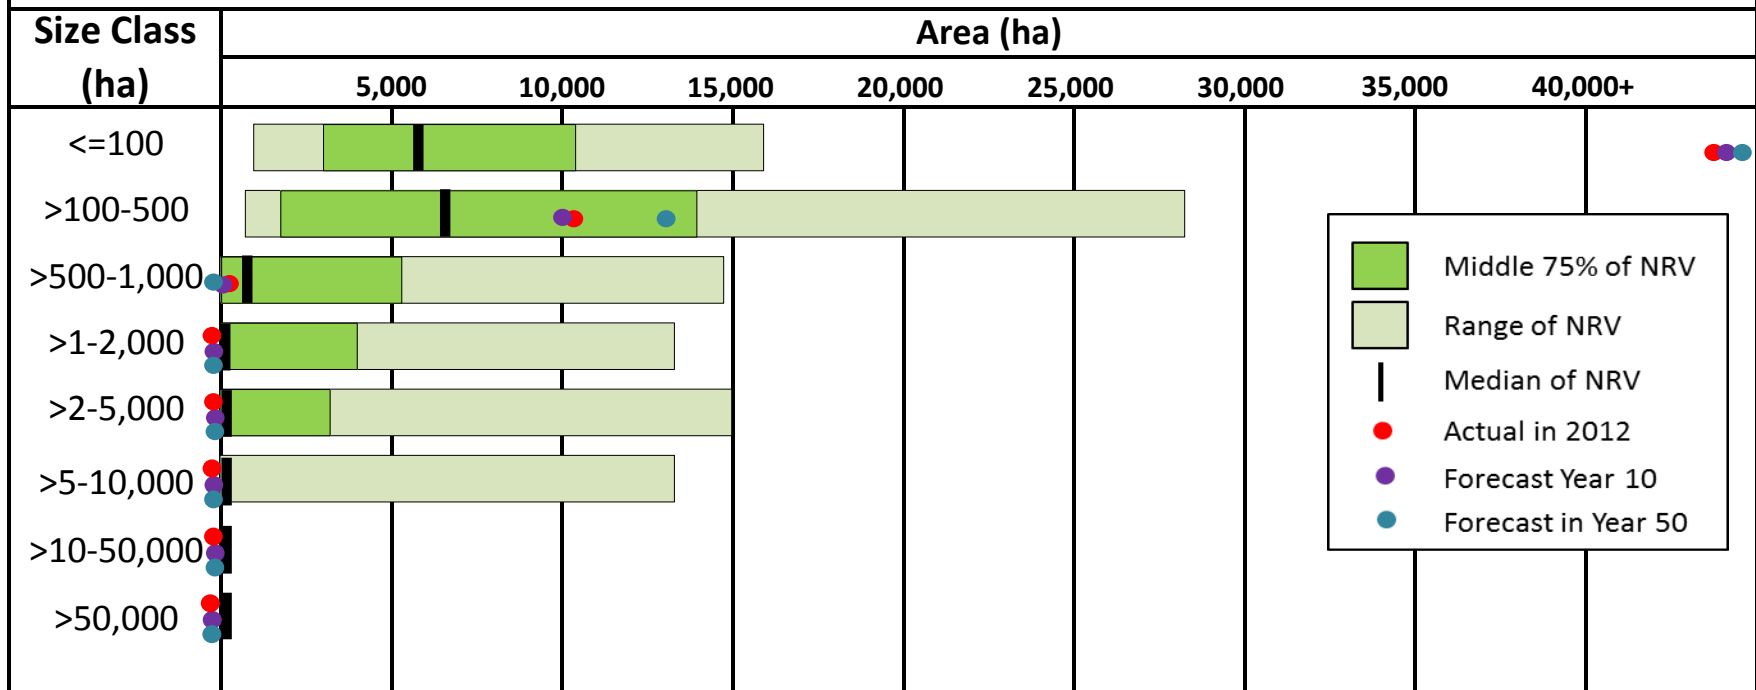 Size Class
(ha)
Area (ha)
5,000 10,000 15,000 20,000 25,000 30,000 35,000 40,000+
<=100
>100-500
>500-1,000
>1-2,000
>2-5,000
>5-10,000
>10-50,000
>50,000
Middle 75% of NRV
Range of NRV
Median of NRV
Actual in 2012
Forecast Year 10
Forecast in Year 50